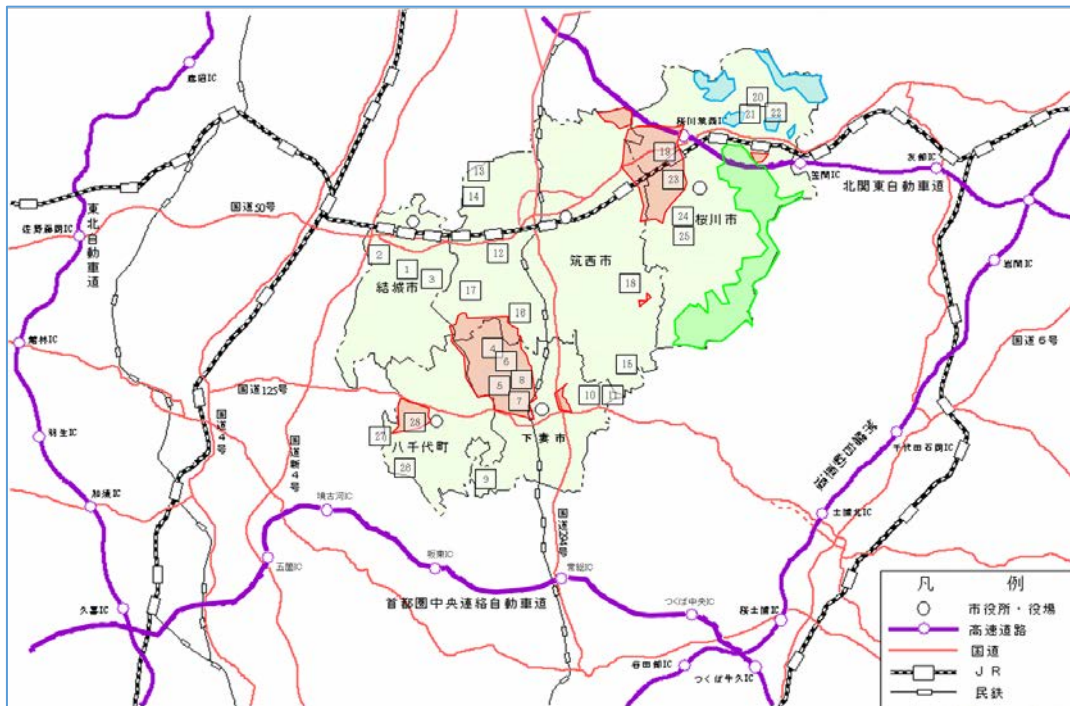 鹿沼IC
20
21
22
桜川筑西IC
19
笠間IC
友部IC
北関東自動車道
13
14
23
国道50号
佐野藤岡IC
東北自動車道
24
桜川市
25
2
1
3
結城市
12
筑西市
岩間IC
17
18
16
館林IC
4
6
国道6号
15
国道125号
5
8
7
10
11
国道4号
28
27
八千代町
下妻市
羽生IC
26
9
国道新4号
千代田石岡IC
常磐自動車道
加須IC
境古河IC
土浦北IC
国道294号
五霞IC
坂東IC
常総IC
久喜IC
首都圏中央連絡自動車道
つくば中央IC
桜土浦IC
谷田部IC
つくば牛久IC
凡 例
市役所・役場
高速道路
国道
JR
民鉄